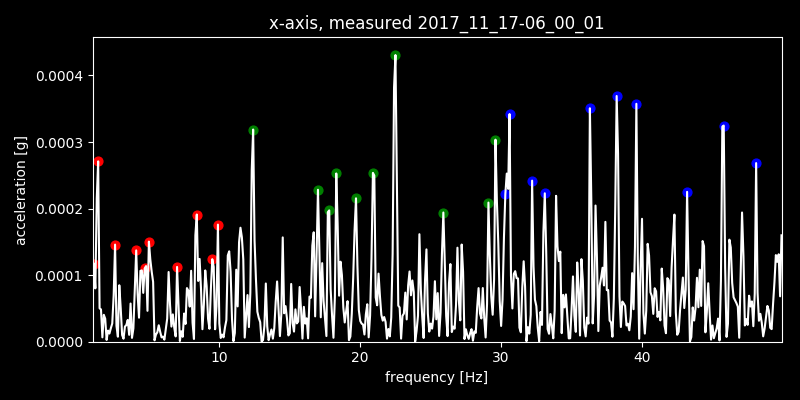 x-axis, measured 2017_11_17-06_00_01
0.0004
0.0003
0.0002
0.0001
0.0000
acceleration [g]
10 20 30 40
frequency [Hz]